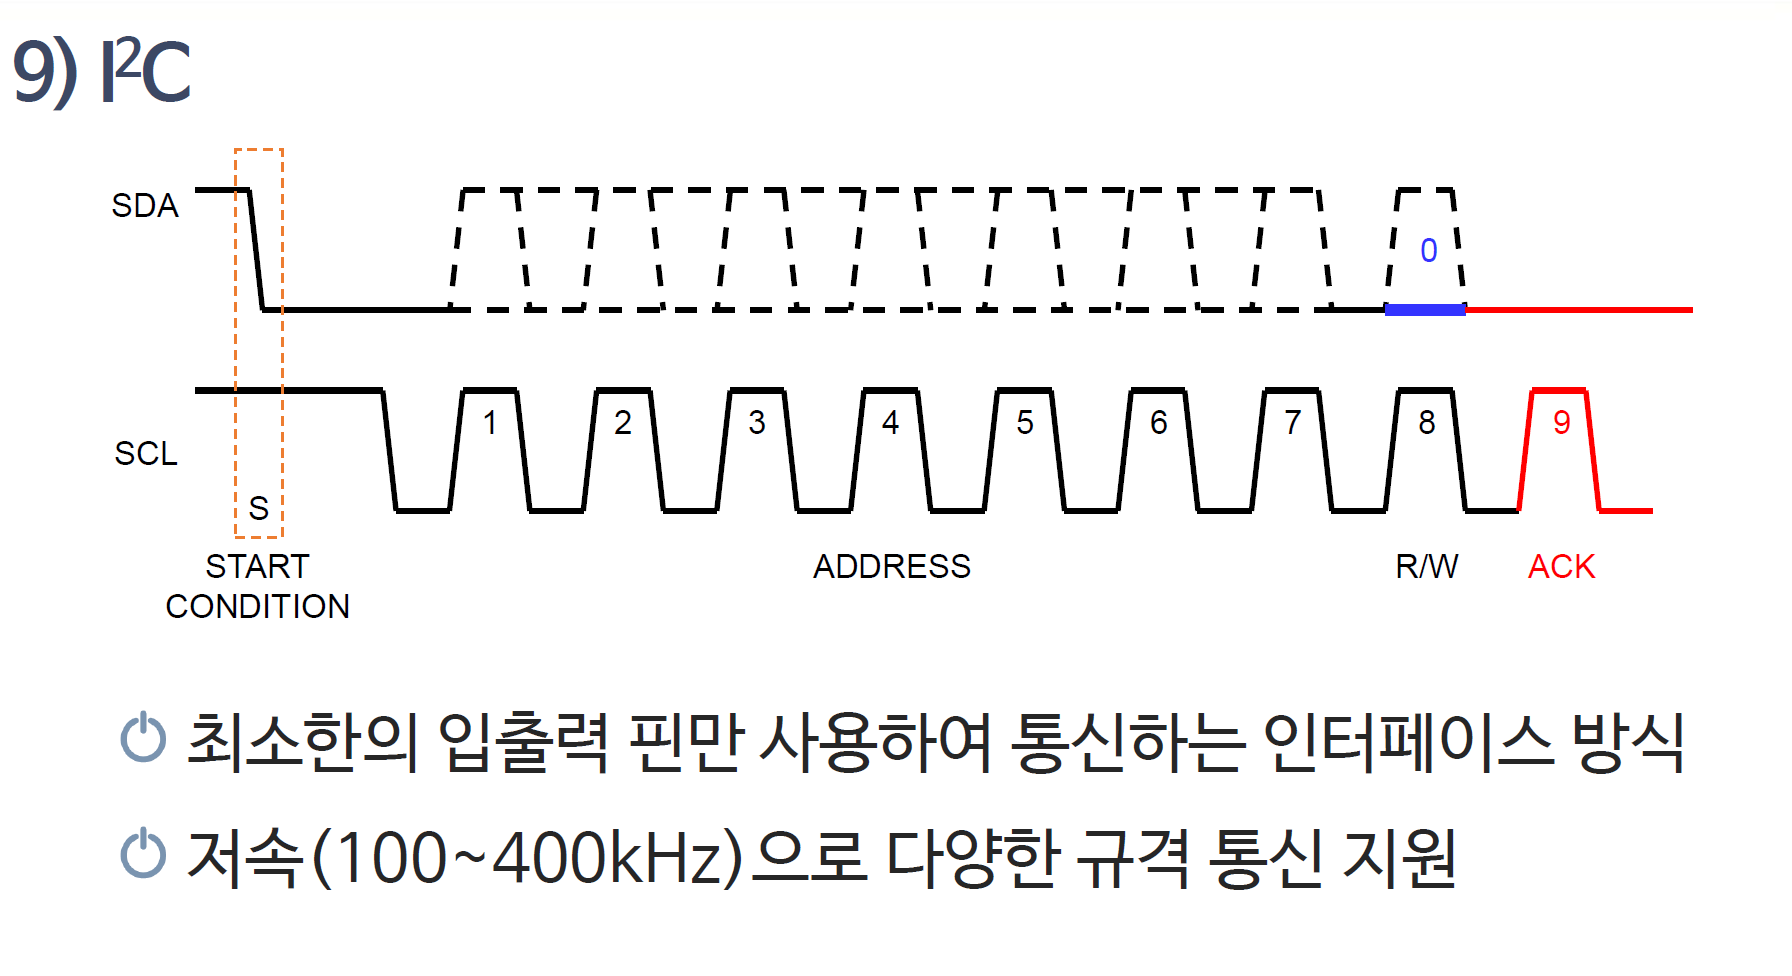 9) I²C
SDA
0
1 2 3 4 5 6 7 8 9
SCL
S
START CONDITION
ADDRESS
R/W
ACK
최소한의 입출력 핀만 사용하여 통신하는 인터페이스 방식
저속(100~400kHz)으로 다양한 규격 통신 지원